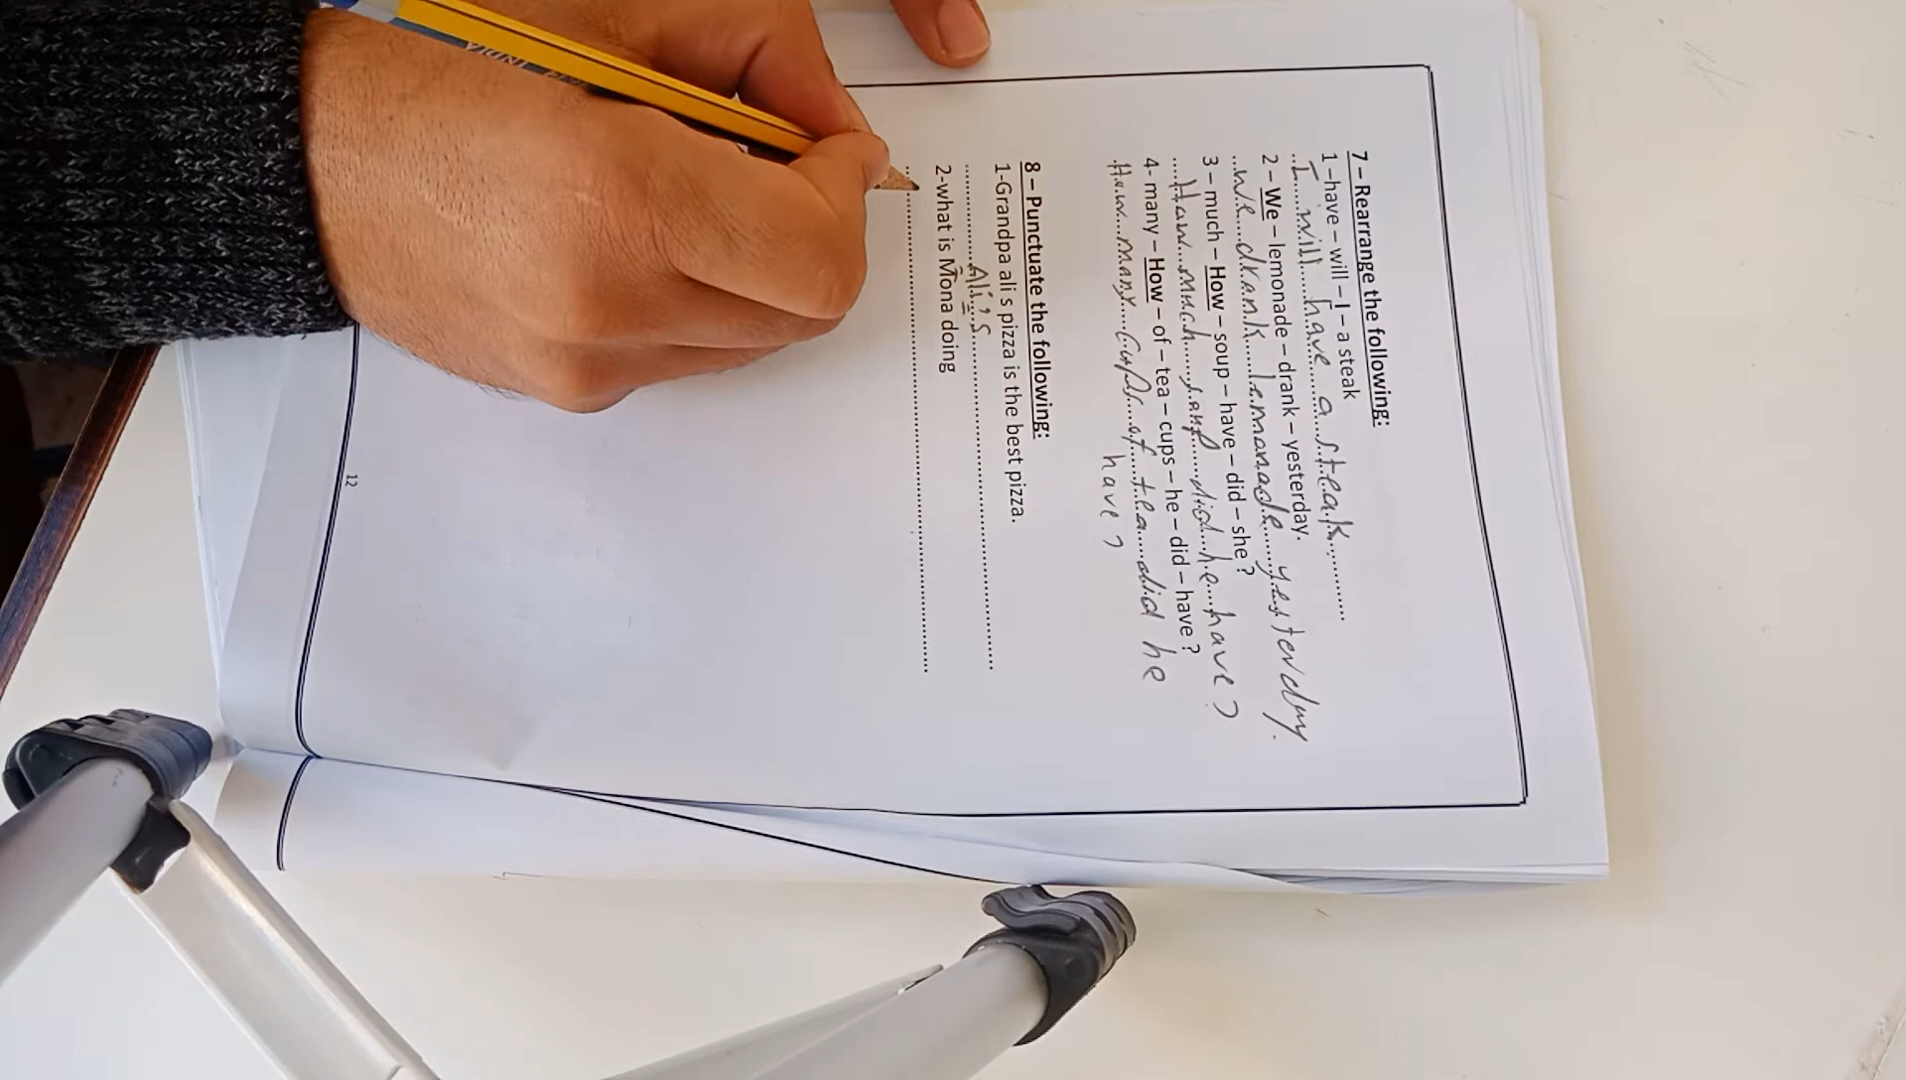 7 – Rearrange the following:
1 –have – will – I – a steak
I will have a steak
2 – We – lemonade – drank – yesterday.
we drank lemonade yesterday.
3 – much – How – soup – have – did – she ?
How much soup did he have ?
4- many – How – of – tea – cups – he – did – have ?
How many cups of tea did he
have ?
8 – Punctuate the following:
1-Grandpa ali s pizza is the best pizza.
Ali's
2-what is Mona doing
12
INDIA